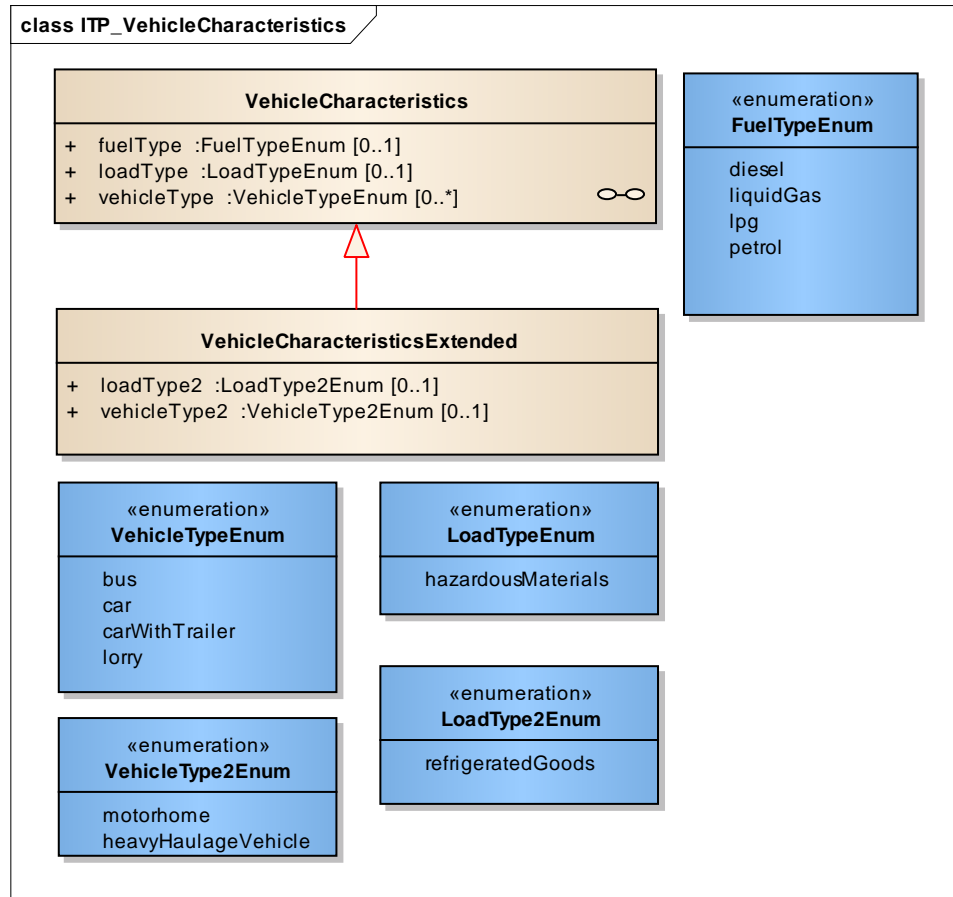 class ITP_VehicleCharacteristics
VehicleCharacteristics
+ fuelType :FuelTypeEnum [0..1]
+ loadType :LoadTypeEnum [0..1]
+ vehicleType :VehicleTypeEnum [0..*]
«enumeration»
FuelTypeEnum
diesel
liquidGas
lpg
petrol
VehicleCharacteristicsExtended
+ loadType2 :LoadType2Enum [0..1]
+ vehicleType2 :VehicleType2Enum [0..1]
«enumeration»
VehicleTypeEnum
bus
car
carWithTrailer
lorry
«enumeration»
LoadTypeEnum
hazardousMaterials
«enumeration»
LoadType2Enum
refrigeratedGoods
«enumeration»
VehicleType2Enum
motorhome
heavyHaulageVehicle